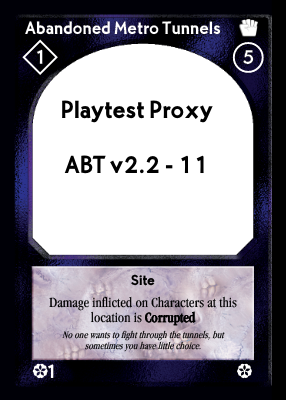 Abandoned Metro Tunnels
1
5
Playtest Proxy
ABT v2.2 - 11
Site
Damage inflicted on Characters at this
location is Corrupted
No one wants to fight through the tunnels, but
sometimes you have little choice.
1